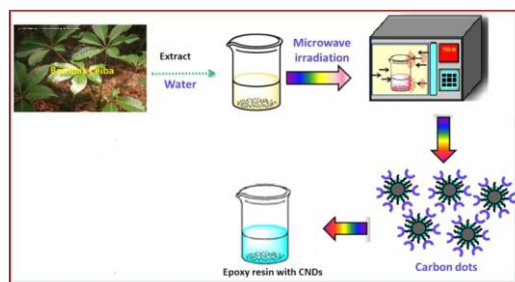 Bombax Ceiba
Extract
Water
Microwave
irradiation
Carbon dots
Epoxy resin with CNDs